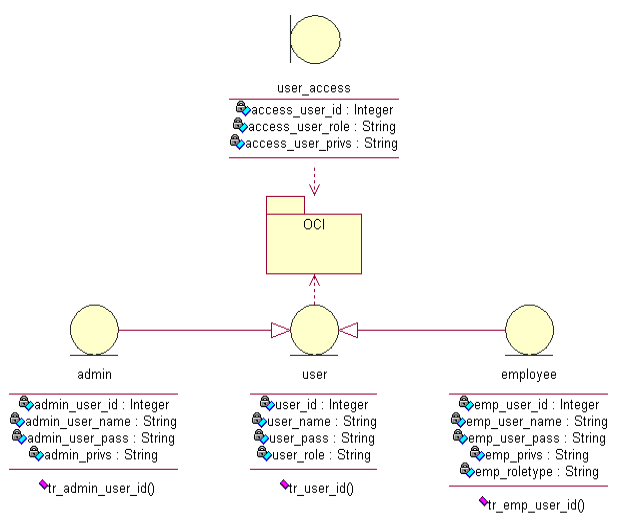 user_access
access_user_id : Integer
access_user_role : String
access_user_privs : String
OCI
admin
admin_user_id : Integer
admin_user_name : String
admin_user_pass : String
admin_privs : String
tr_admin_user_id()
user
user_id : Integer
user_name : String
user_pass : String
user_role : String
tr_user_id()
employee
emp_user_id : Integer
emp_user_name : String
emp_user_pass : String
emp_privs : String
emp_roletype : String
tr_emp_user_id()